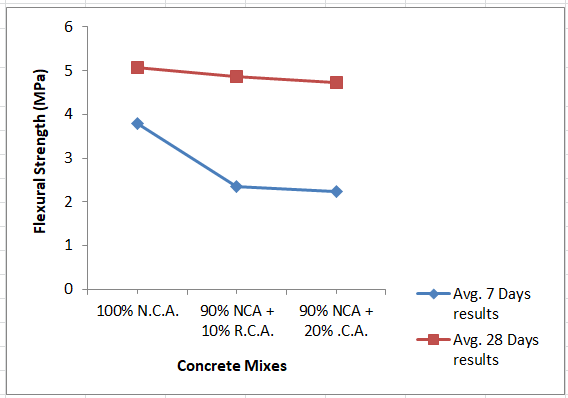 6
5
4
3
2
1
0
Flexural Strength (MPa)
100% N.C.A.
90% NCA +
10% R.C.A.
90% NCA +
20% .C.A.
Concrete Mixes
Avg. 7 Days
results
Avg. 28 Days
results